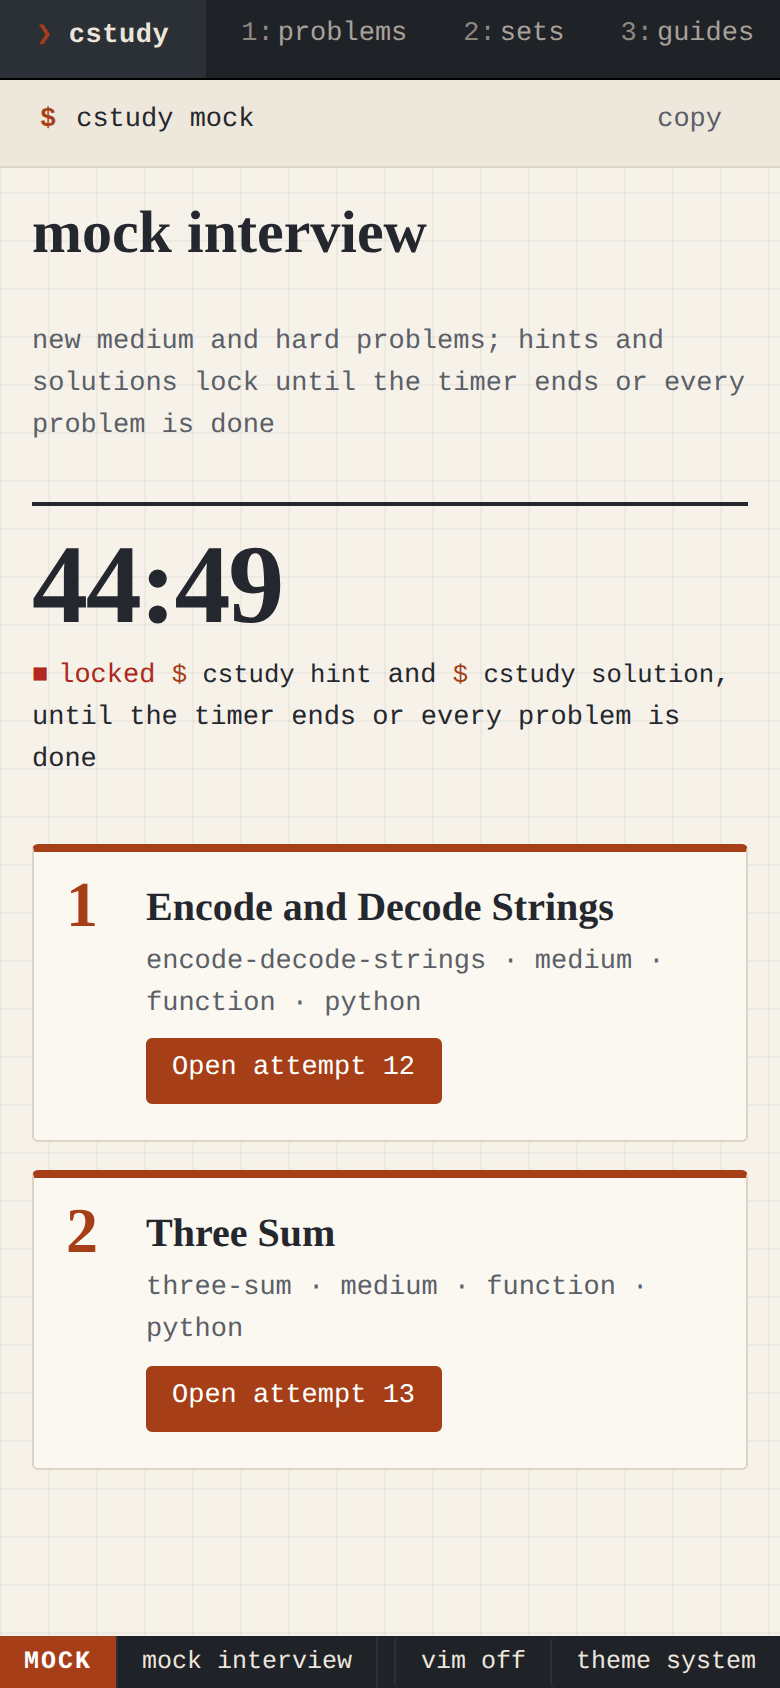 ❯ cstudy 1:problems 2:sets 3:guides
$ cstudy mock copy
mock interview
new medium and hard problems; hints and
solutions lock until the timer ends or every
problem is done
44:49
■ locked $ cstudy hint and $ cstudy solution,
until the timer ends or every problem is
done
1 Encode and Decode Strings
encode-decode-strings · medium ·
function · python
Open attempt 12
2 Three Sum
three-sum · medium · function ·
python
Open attempt 13
MOCK mock interview vim off theme system